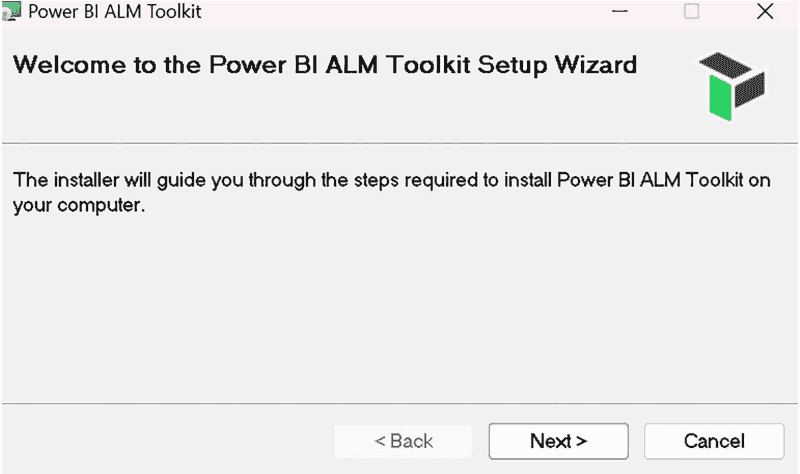 Power BI ALM Toolkit
Welcome to the Power BI ALM Toolkit Setup Wizard
The installer will guide you through the steps required to install Power BI ALM Toolkit on
your computer.
< Back
Next >
Cancel